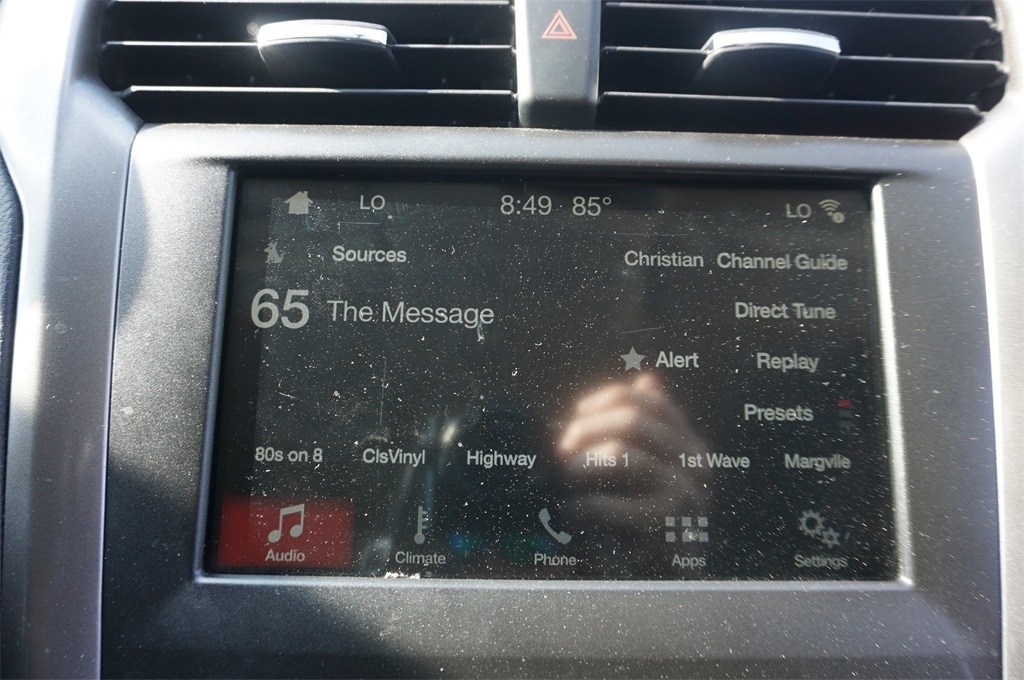 LO 8:49 85° LO
Sources Christian Channel Guide
65 The Message Direct Tune
Alert Replay
Presets
80s on 8 ClsVinyl Highway Hits 1 1st Wave Margvlle
Audio Climate Phone Apps Settings